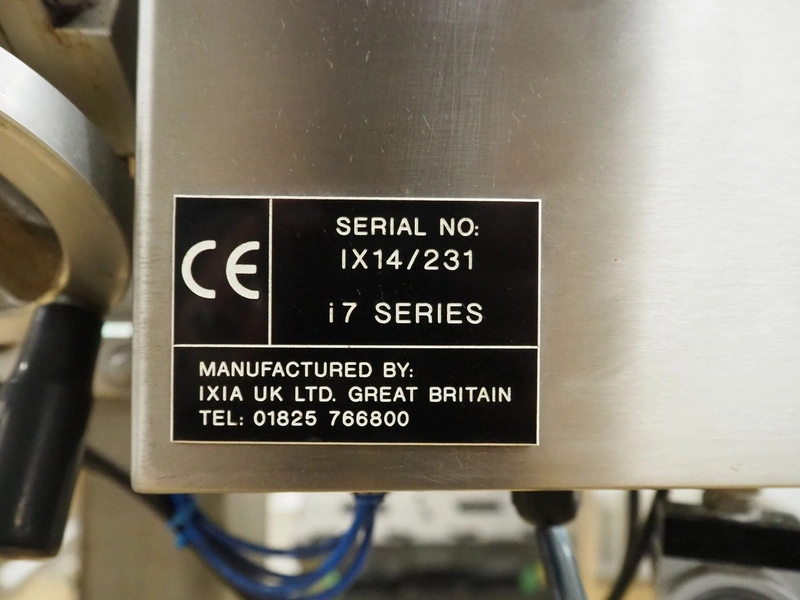 CE
SERIAL NO:
IX14/231
i7 SERIES
MANUFACTURED BY:
IXIA UK LTD. GREAT BRITAIN
TEL: 01825 766800